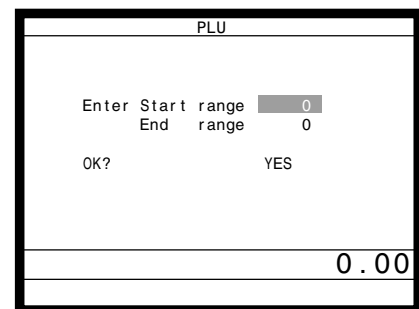 PLU
Enter Start range 0
End range 0
OK? YES
0.00